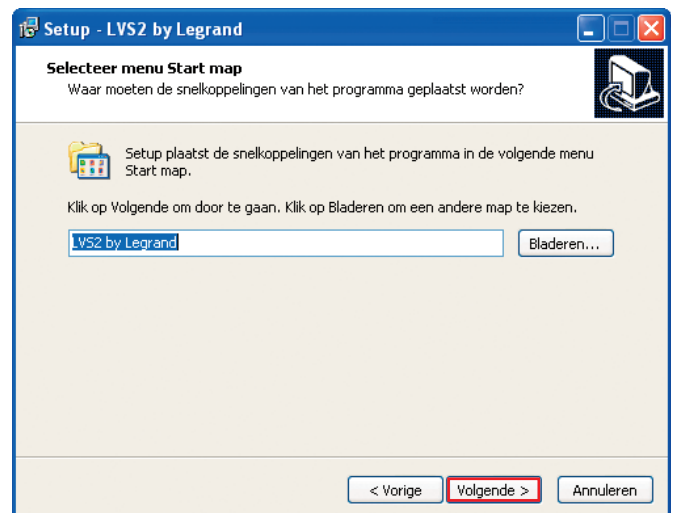 Setup - LVS2 by Legrand
Selecteer menu Start map
Waar moeten de snelkoppelingen van het programma geplaatst worden?
Setup plaatst de snelkoppelingen van het programma in de volgende menu
Start map.
Klik op Volgende om door te gaan. Klik op Bladeren om een andere map te kiezen.
LVS2 by Legrand
Bladeren...
< Vorige
Volgende >
Annuleren